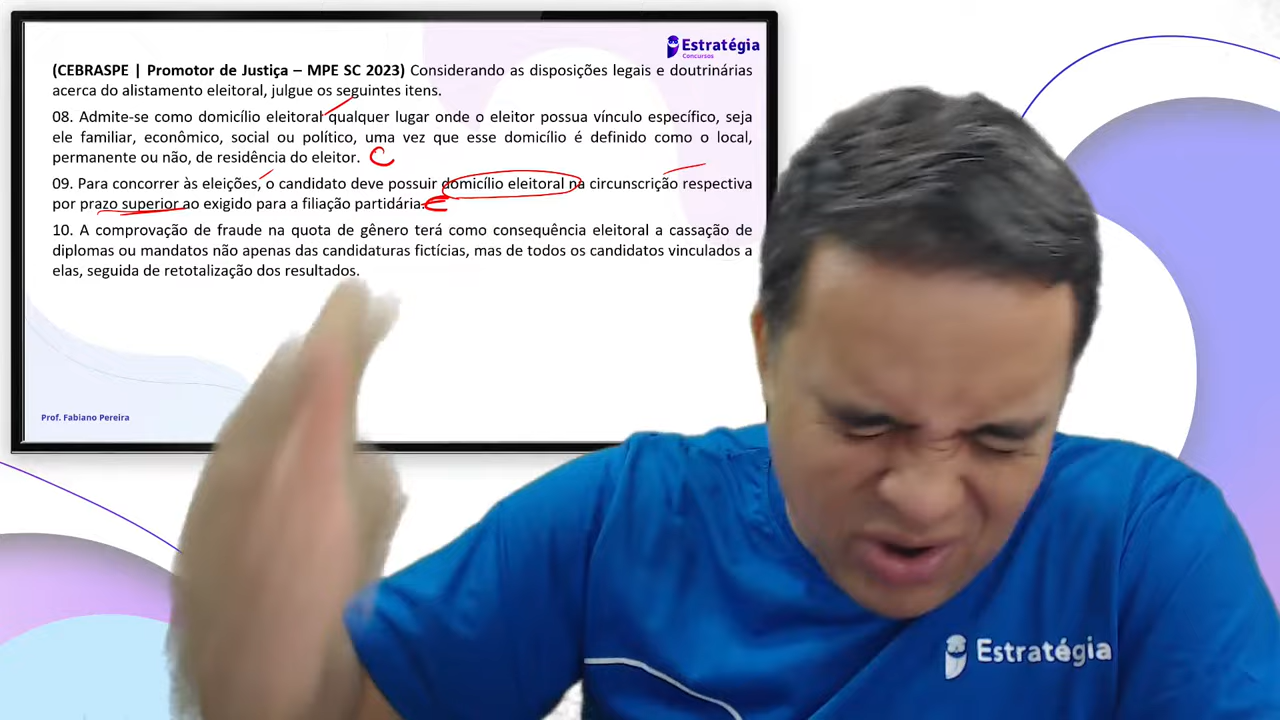 Estratégia
Concursos
(CEBRASPE | Promotor de Justiça – MPE SC 2023) Considerando as disposições legais e doutrinárias
acerca do alistamento eleitoral, julgue os seguintes itens.
08. Admite-se como domicílio eleitoral qualquer lugar onde o eleitor possua vínculo específico, seja
ele familiar, econômico, social ou político, uma vez que esse domicílio é definido como o local,
permanente ou não, de residência do eleitor. C
09. Para concorrer às eleições, o candidato deve possuir domicílio eleitoral na circunscrição respectiva
por prazo superior ao exigido para a filiação partidária. E
10. A comprovação de fraude na quota de gênero terá como consequência eleitoral a cassação de
diplomas ou mandatos não apenas das candidaturas fictícias, mas de todos os candidatos vinculados a
elas, seguida de retotalização dos resultados.
Prof. Fabiano Pereira
Estratégia